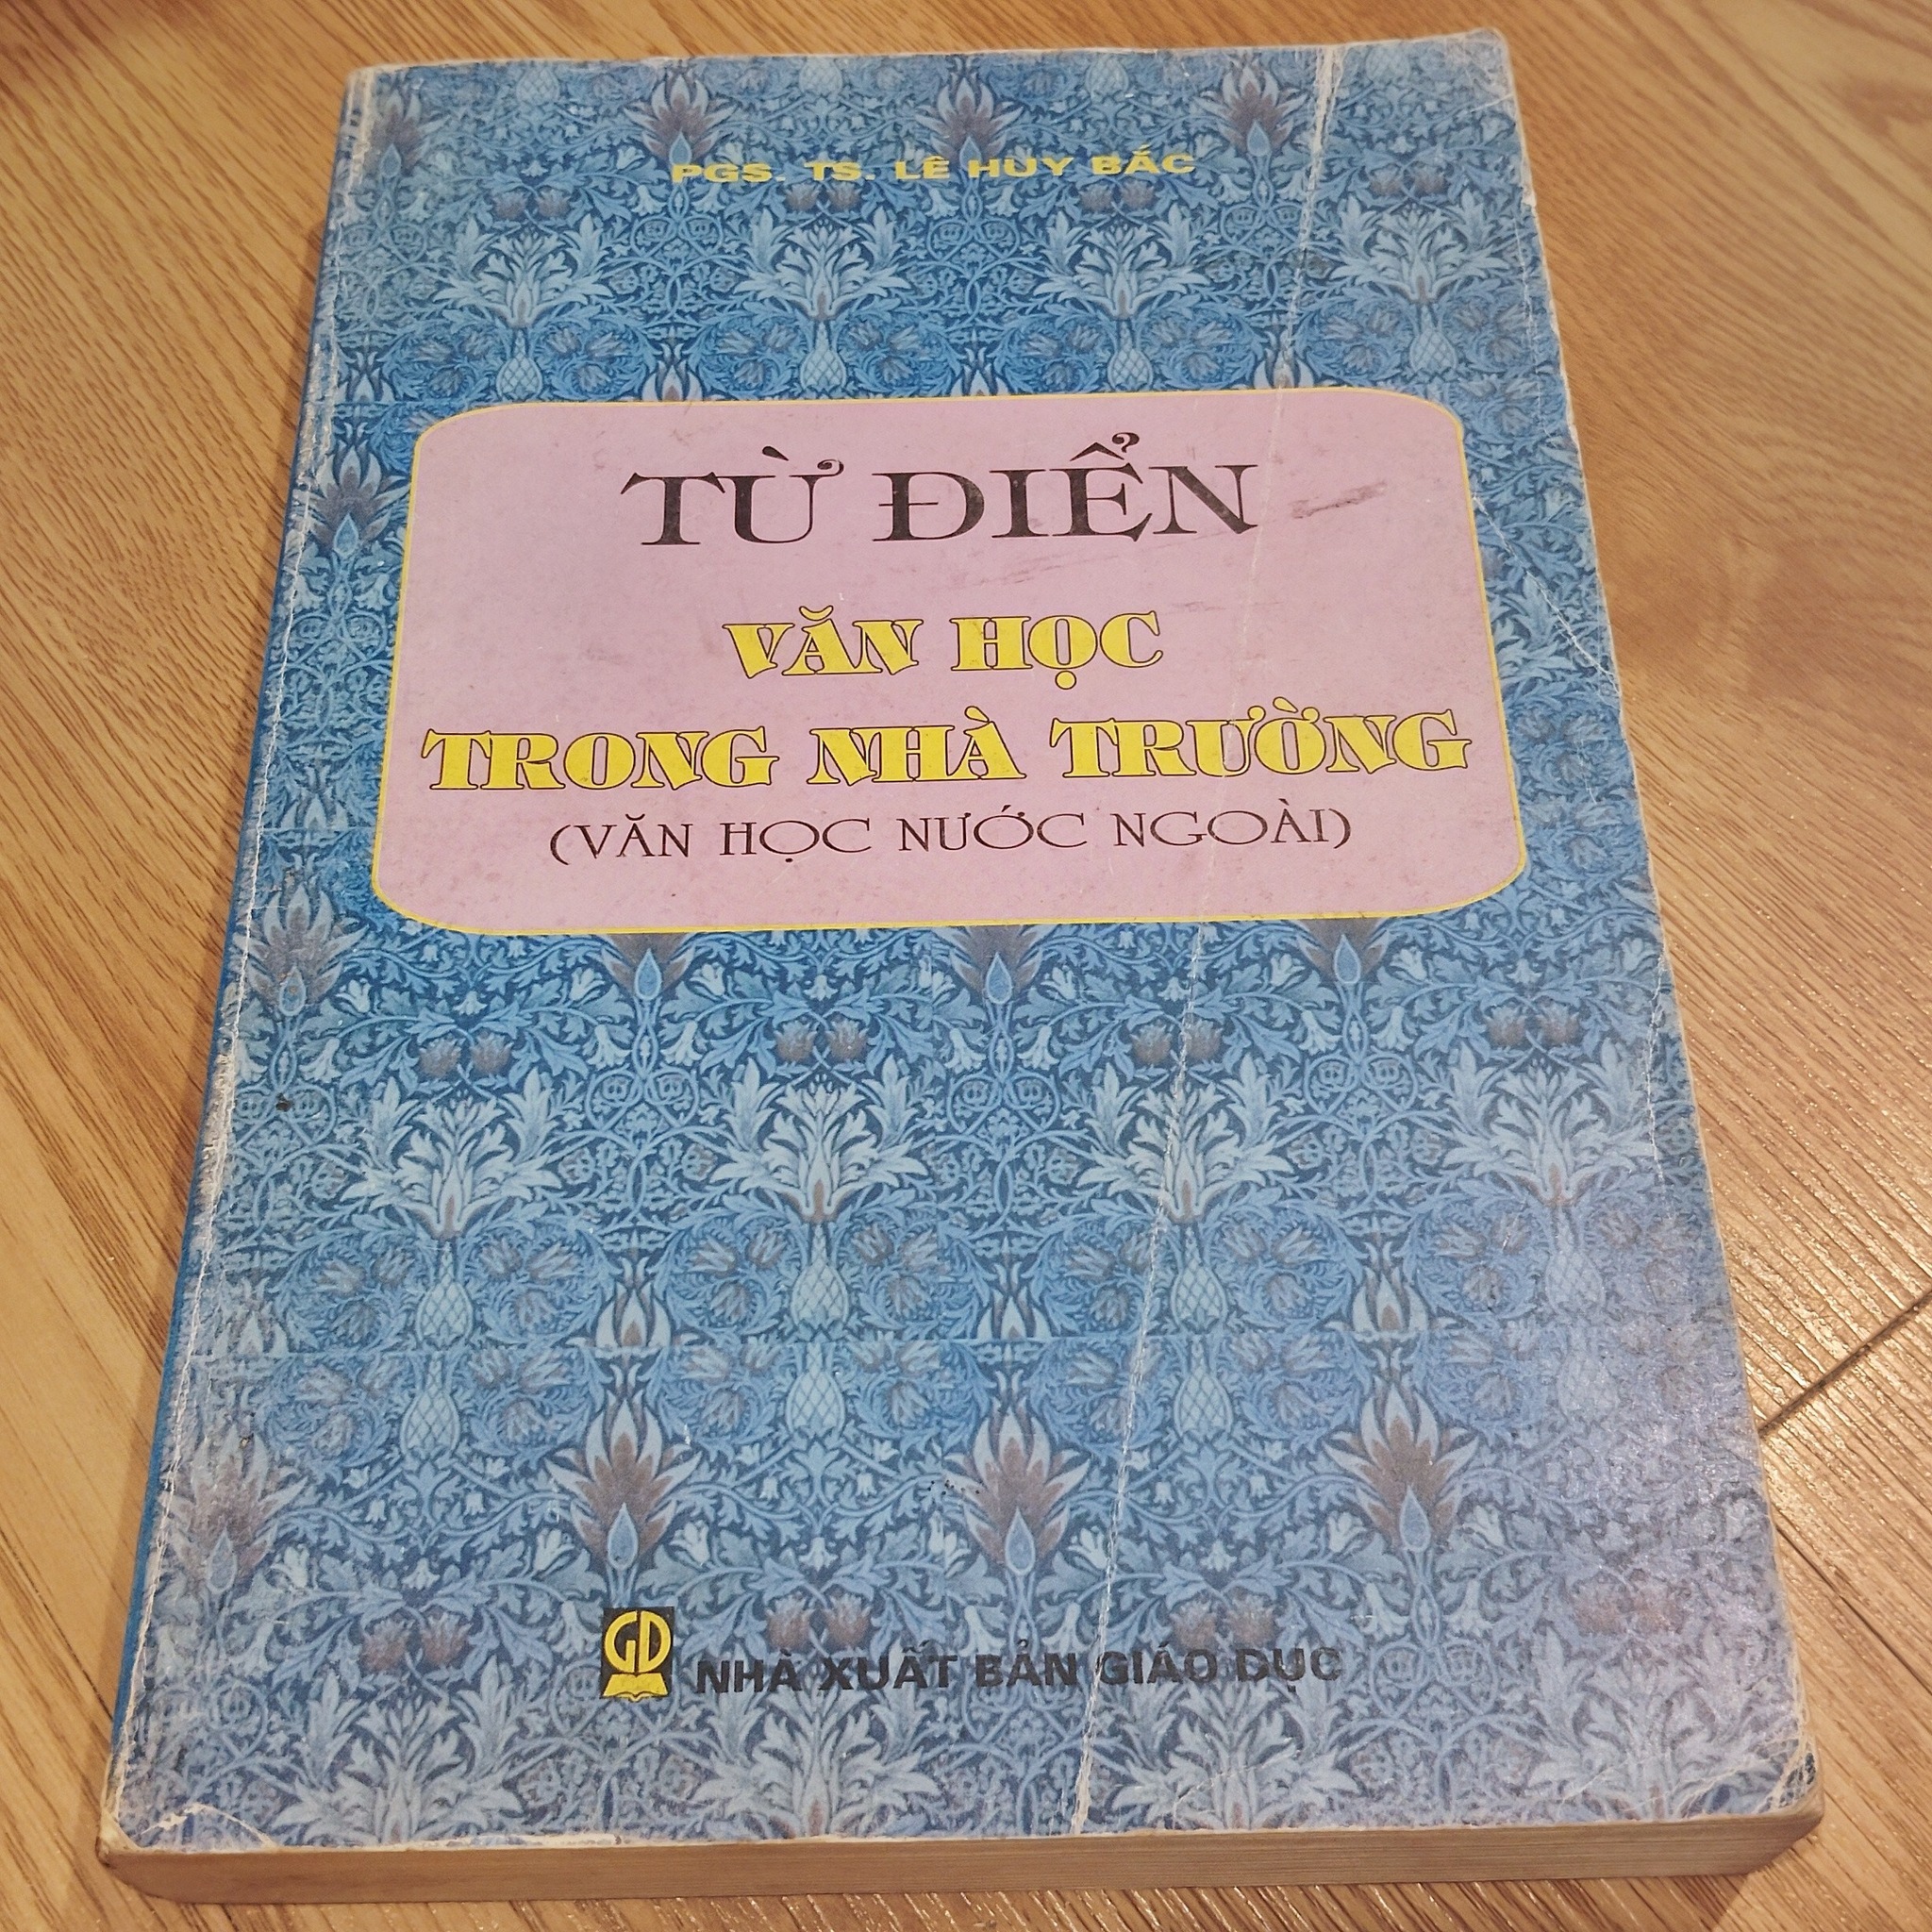 PGS. TS. LÊ HUY BẮC
TỪ ĐIỂN
VĂN HỌC
TRONG NHÀ TRƯỜNG
(VĂN HỌC NƯỚC NGOÀI)
GD NHÀ XUẤT BẢN GIÁO DỤC